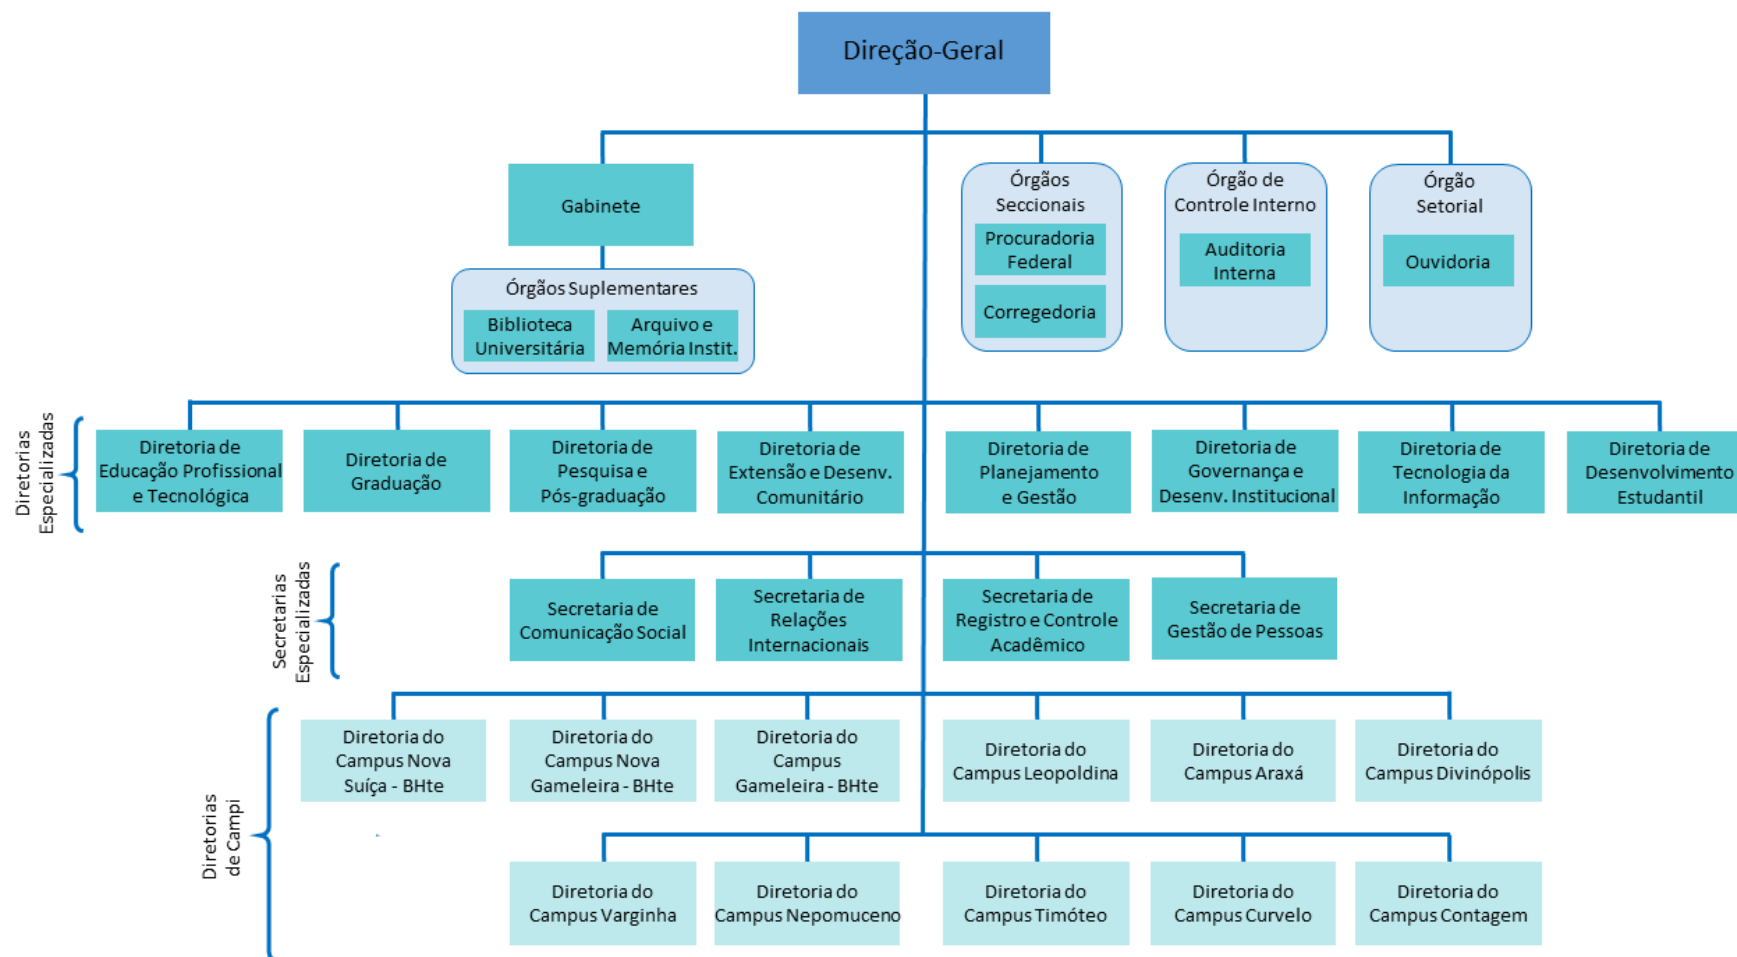 Direção-Geral
Gabinete
Órgãos Suplementares
Biblioteca
Universitária
Arquivo e
Memória Instit.
Órgãos
Seccionais
Procuradoria
Federal
Corregedoria
Órgão de
Controle Interno
Auditoria
Interna
Órgão
Setorial
Ouvidoria
Diretorias
Especializadas
Diretoria de
Educação Profissional
e Tecnológica
Diretoria de
Graduação
Diretoria de
Pesquisa e
Pós-graduação
Diretoria de
Extensão e Desenv.
Comunitário
Diretoria de
Planejamento
e Gestão
Diretoria de
Governança e
Desenv. Institucional
Diretoria de
Tecnologia da
Informação
Diretoria de
Desenvolvimento
Estudantil
Secretarias
Especializadas
Secretaria de
Comunicação Social
Secretaria de
Relações
Internacionais
Secretaria de
Registro e Controle
Acadêmico
Secretaria de
Gestão de Pessoas
Diretorias
de Campi
Diretoria do
Campus Nova
Suíça - BHte
Diretoria do
Campus Nova
Gameleira - BHte
Diretoria do
Campus
Gameleira - BHte
Diretoria do
Campus Leopoldina
Diretoria do
Campus Araxá
Diretoria do
Campus Divinópolis
Diretoria do
Campus Varginha
Diretoria do
Campus Nepomuceno
Diretoria do
Campus Timóteo
Diretoria do
Campus Curvelo
Diretoria do
Campus Contagem